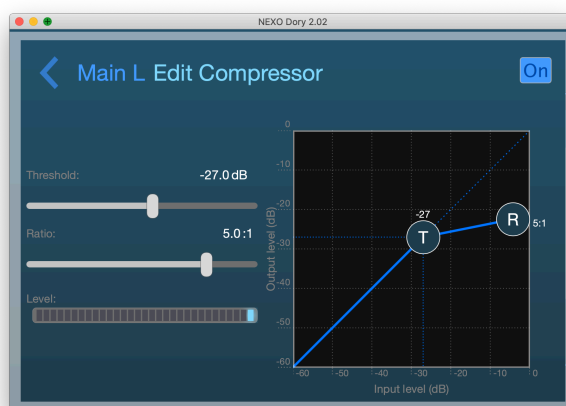 NEXO Dory 2.02
Main L Edit Compressor
On
Threshold:
-27.0 dB
Ratio:
5.0 :1
Level:
Output level (dB)
0
-10
-20
-30
-40
-50
-60
-27
T
R
5:1
-60 -50 -40 -30 -20 -10 0
Input level (dB)